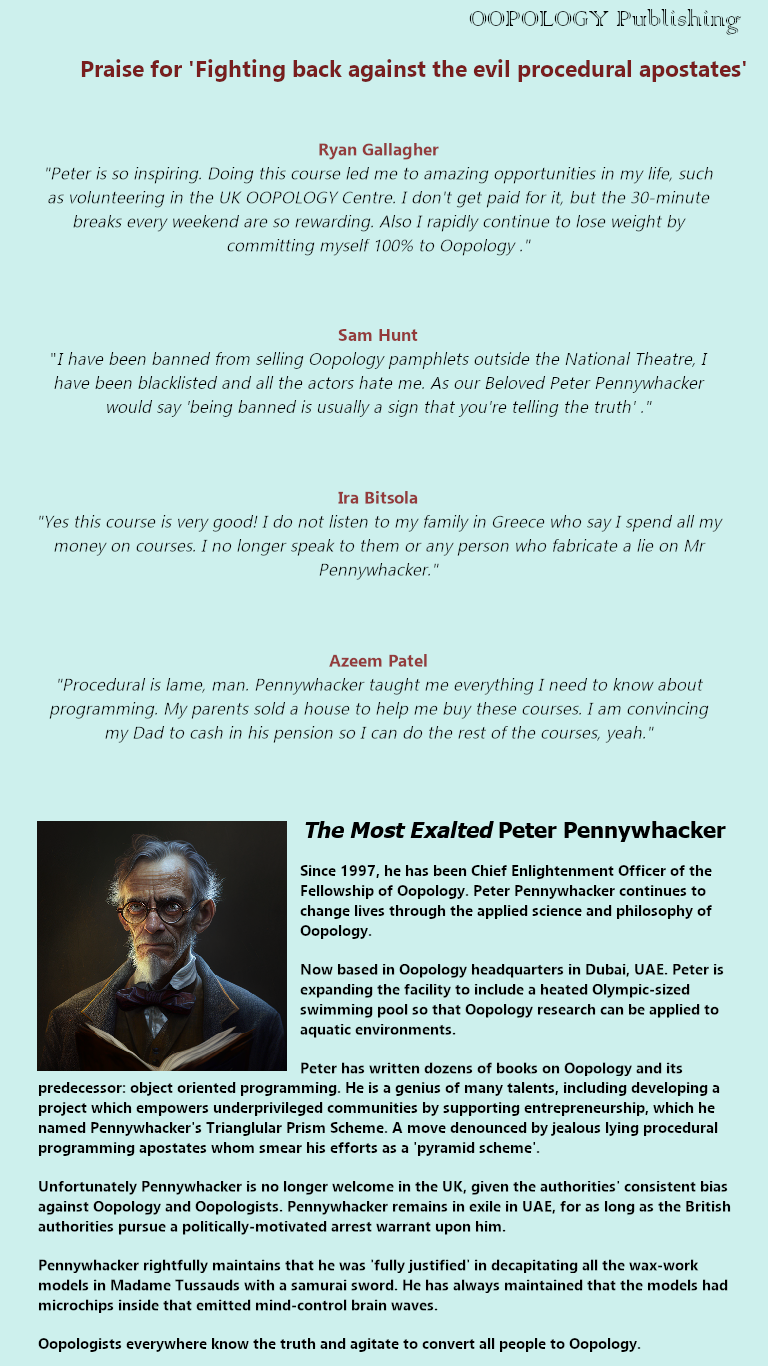 OOPOLOGY Publishing
Praise for 'Fighting back against the evil procedural apostates'
Ryan Gallagher
"Peter is so inspiring. Doing this course led me to amazing opportunities in my life, such
as volunteering in the UK OOPOLOGY Centre. I don't get paid for it, but the 30-minute
breaks every weekend are so rewarding. Also I rapidly continue to lose weight by
committing myself 100% to Oopology ."
Sam Hunt
"I have been banned from selling Oopology pamphlets outside the National Theatre, I
have been blacklisted and all the actors hate me. As our Beloved Peter Pennywhacker
would say 'being banned is usually a sign that you're telling the truth' ."
Ira Bitsola
"Yes this course is very good! I do not listen to my family in Greece who say I spend all my
money on courses. I no longer speak to them or any person who fabricate a lie on Mr
Pennywhacker."
Azeem Patel
"Procedural is lame, man. Pennywhacker taught me everything I need to know about
programming. My parents sold a house to help me buy these courses. I am convincing
my Dad to cash in his pension so I can do the rest of the courses, yeah."
The Most Exalted Peter Pennywhacker
Since 1997, he has been Chief Enlightenment Officer of the
Fellowship of Oopology. Peter Pennywhacker continues to
change lives through the applied science and philosophy of
Oopology.
Now based in Oopology headquarters in Dubai, UAE. Peter is
expanding the facility to include a heated Olympic-sized
swimming pool so that Oopology research can be applied to
aquatic environments.
Peter has written dozens of books on Oopology and its
predecessor: object oriented programming. He is a genius of many talents, including developing a
project which empowers underprivileged communities by supporting entrepreneurship, which he
named Pennywhacker's Trianglular Prism Scheme. A move denounced by jealous lying procedural
programming apostates whom smear his efforts as a 'pyramid scheme'.
Unfortunately Pennywhacker is no longer welcome in the UK, given the authorities' consistent bias
against Oopology and Oopologists. Pennywhacker remains in exile in UAE, for as long as the British
authorities pursue a politically-motivated arrest warrant upon him.
Pennywhacker rightfully maintains that he was 'fully justified' in decapitating all the wax-work
models in Madame Tussauds with a samurai sword. He has always maintained that the models had
microchips inside that emitted mind-control brain waves.
Oopologists everywhere know the truth and agitate to convert all people to Oopology.